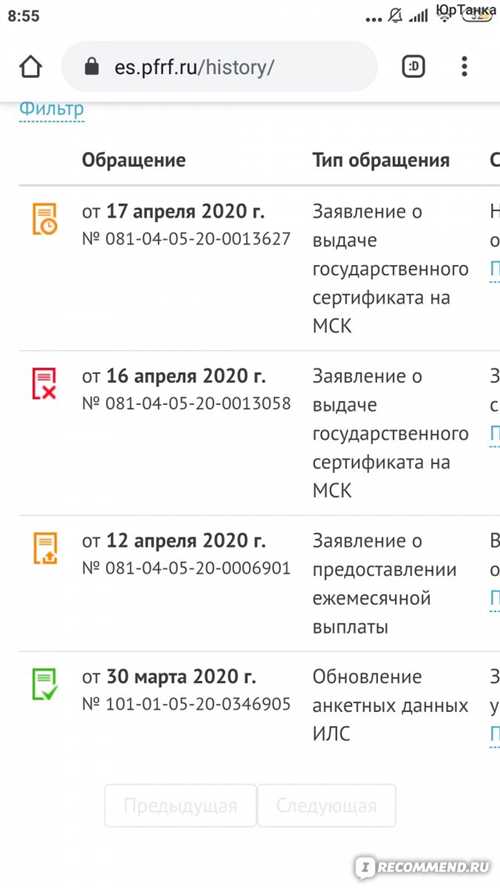 8:55
ЮрТанка
es.pfrf.ru/history/
:D
Фильтр
Обращение Тип обращения С
от 17 апреля 2020 г. Заявление о Н
№ 081-04-05-20-0013627 выдаче о
государственного П
сертификата на
МСК
от 16 апреля 2020 г. Заявление о З
№ 081-04-05-20-0013058 выдаче с
государственного П
сертификата на
МСК
от 12 апреля 2020 г. Заявление о В
№ 081-04-05-20-0006901 предоставлении о
ежемесячной П
выплаты
от 30 марта 2020 г. Обновление З
№ 101-01-05-20-0346905 анкетных данных у
ИЛС П
Предыдущая Следующая
IRECOMMEND.RU